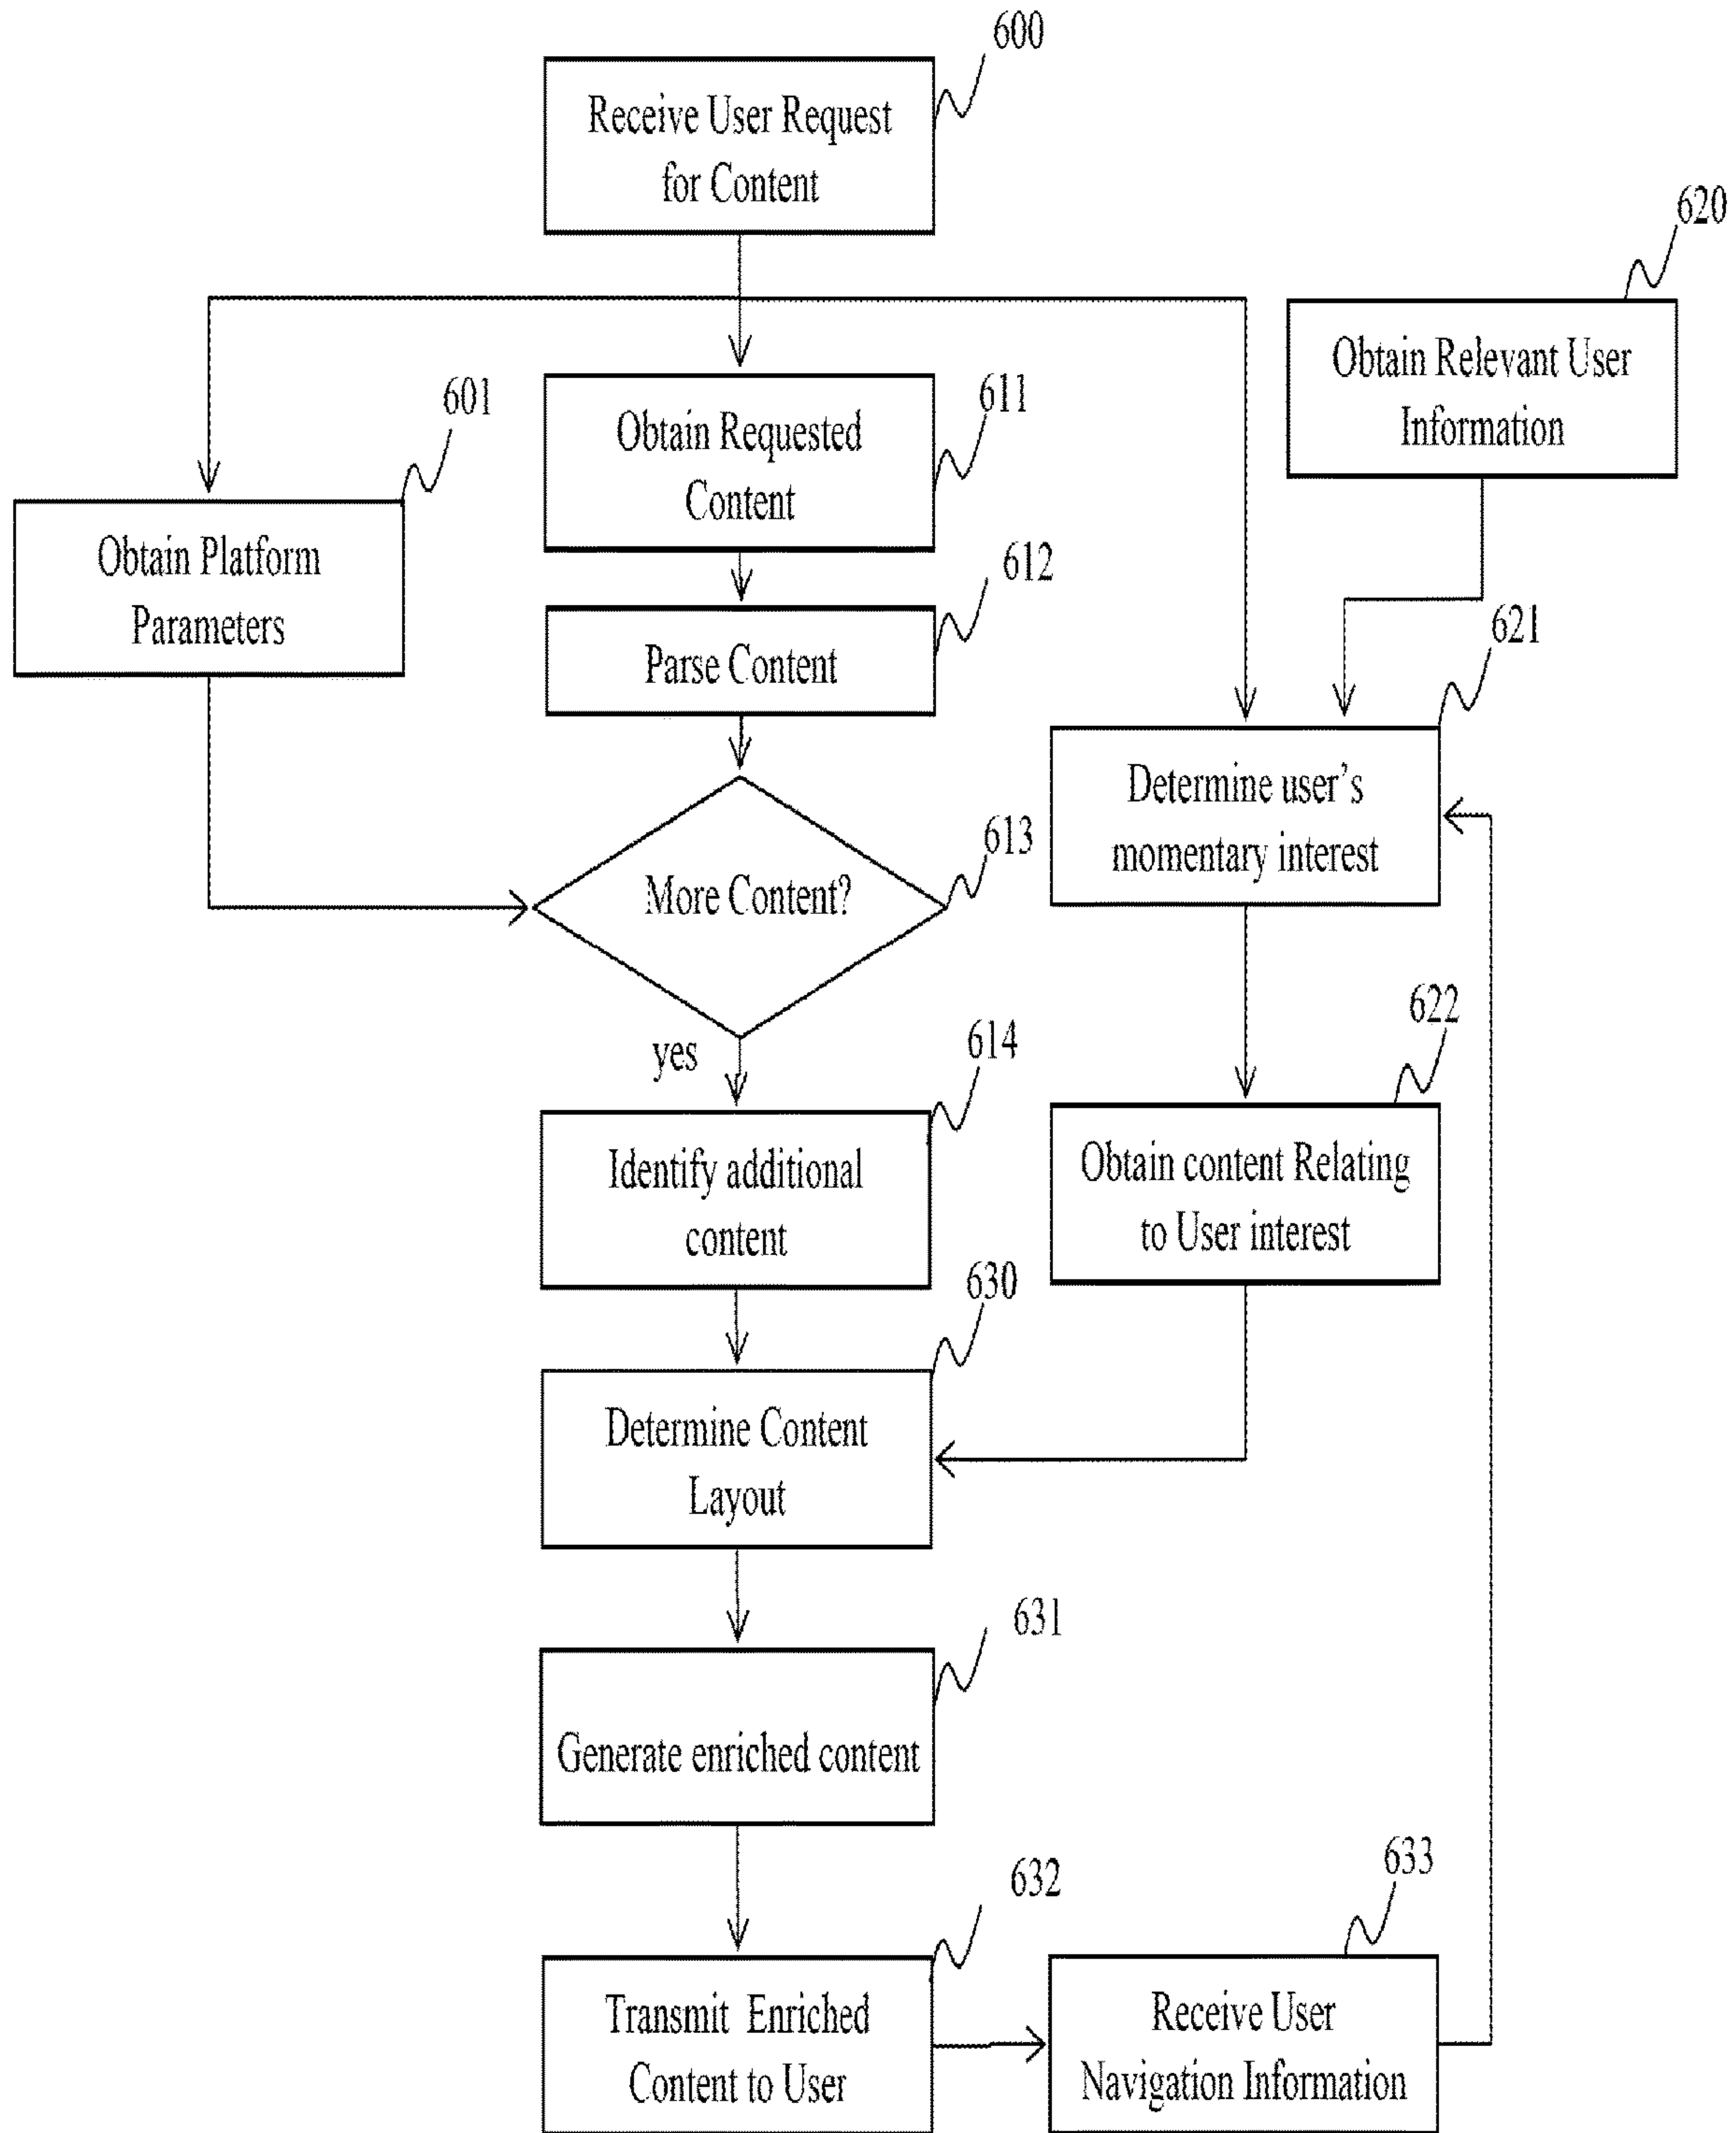 600
Receive User Request
for Content
620
Obtain Relevant User
Information
601
Obtain Platform
Parameters
611
Obtain Requested
Content
612
Parse Content
621
Determine user's
momentary interest
613
More Content?
yes
614
Identify additional
content
622
Obtain content Relating
to User interest
630
Determine Content
Layout
631
Generate enriched content
632
Transmit Enriched
Content to User
633
Receive User
Navigation Information